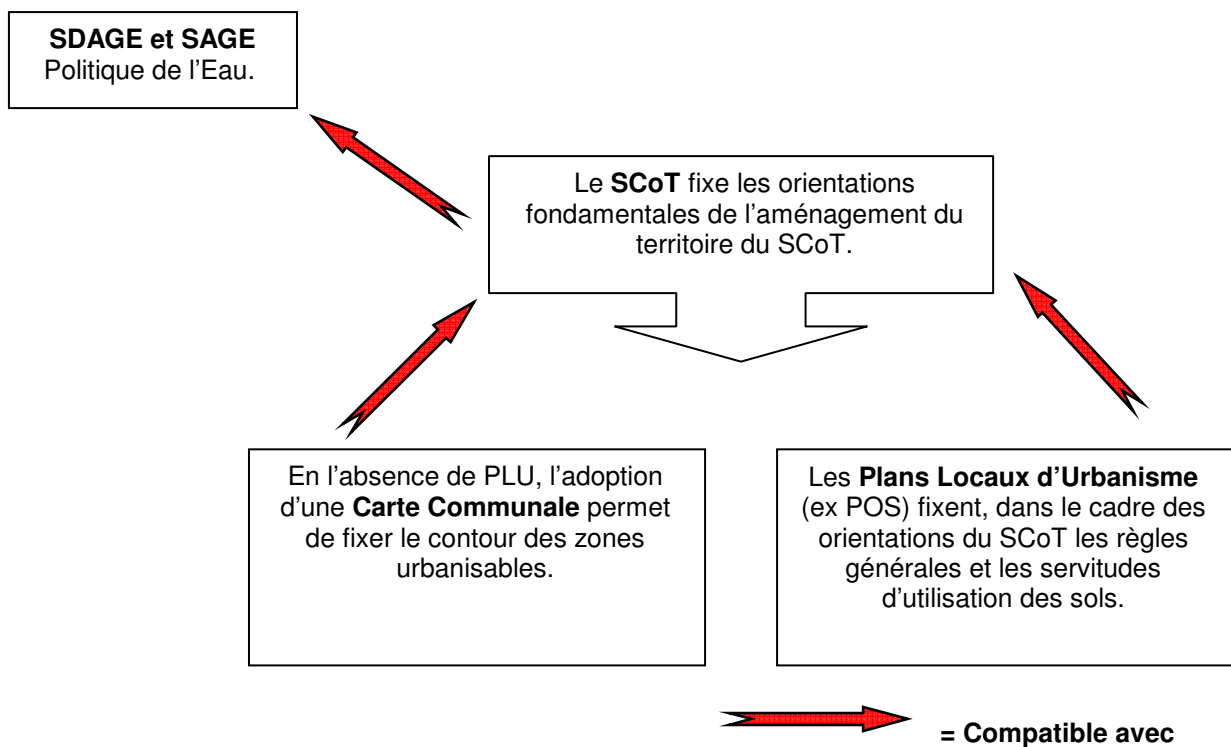 SDAGE et SAGE
Politique de l’Eau.
Le SCoT fixe les orientations
fondamentales de l’aménagement du
territoire du SCoT.
En l’absence de PLU, l’adoption
d’une Carte Communale permet
de fixer le contour des zones
urbanisables.
Les Plans Locaux d’Urbanisme
(ex POS) fixent, dans le cadre des
orientations du SCoT les règles
générales et les servitudes
d’utilisation des sols.
= Compatible avec